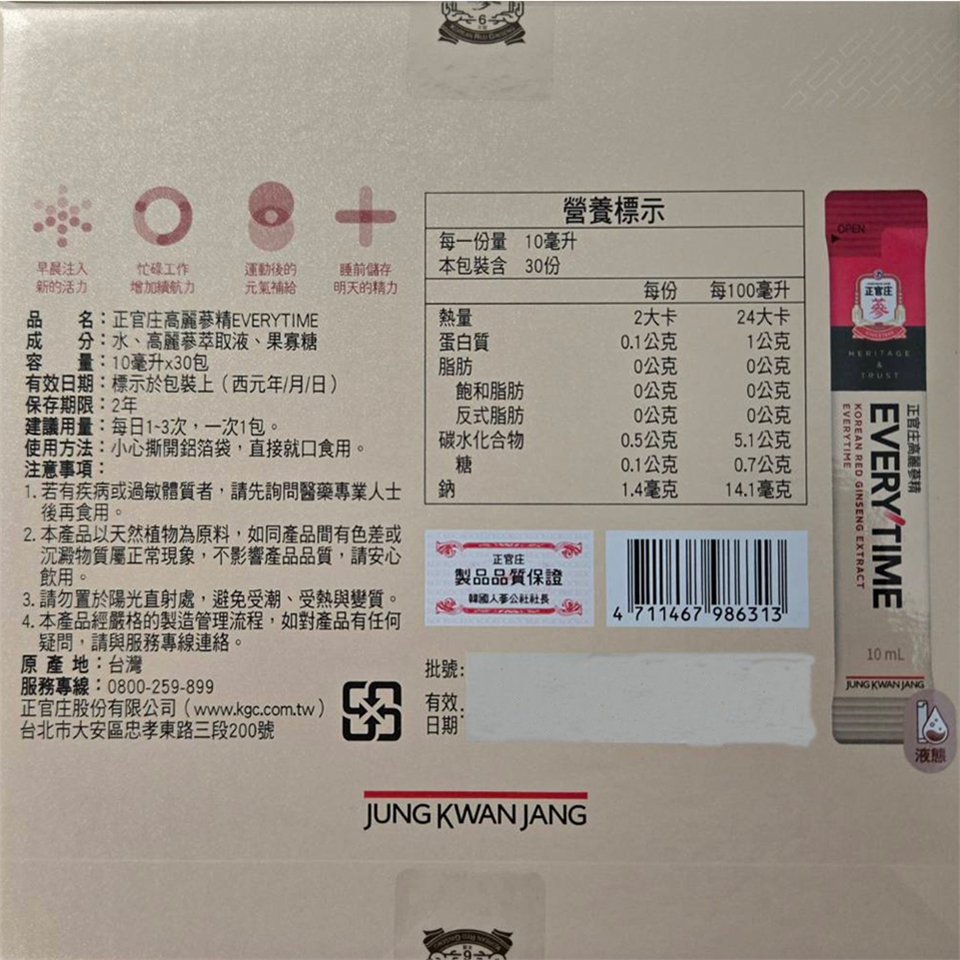 6
KOREAN RED GINSENG
早晨注入
新的活力
忙碌工作
增加續航力
運動後的
元氣補給
睡前儲存
明天的精力
品　　名：正官庄高麗蔘精EVERYTIME
成　　分：水、高麗蔘萃取液、果寡糖
容　　量：10毫升x30包
有效日期：標示於包裝上（西元年/月/日）
保存期限：2年
建議用量：每日1~3次，一次1包。
使用方法：小心撕開鋁箔袋，直接就口食用。
注意事項：
1. 若有疾病或過敏體質者，請先詢問醫藥專業人士
後再食用。
2. 本產品以天然植物為原料，如同產品間有色差或
沉澱物質屬正常現象，不影響產品品質，請安心
飲用。
3. 請勿置於陽光直射處，避免受潮、受熱與變質。
4. 本產品經嚴格的製造管理流程，如對產品有任何
疑問，請與服務專線連絡。
原 產 地：台灣
服務專線：0800-259-899
正官庄股份有限公司（www.kgc.com.tw）
台北市大安區忠孝東路三段200號
營養標示
每一份量　10毫升
本包裝含　30份
每份　每100毫升
熱量　2大卡　24大卡
蛋白質　0.1公克　1公克
脂肪　0公克　0公克
飽和脂肪　0公克　0公克
反式脂肪　0公克　0公克
碳水化合物　0.5公克　5.1公克
糖　0.1公克　0.7公克
鈉　1.4毫克　14.1毫克
正官庄
製品品質保證
韓國人蔘公社社長
4 711467 986313
批號:
有效.
日期
OPEN
正官庄
蔘
HERITAGE
&
TRUST
正官庄高麗蔘精
EVERYTIME
KOREAN RED GINSENG EXTRACT
EVERYTIME
10 mL
JUNG KWAN JANG
液態
JUNG KWAN JANG
KOREAN RED GINSENG
6